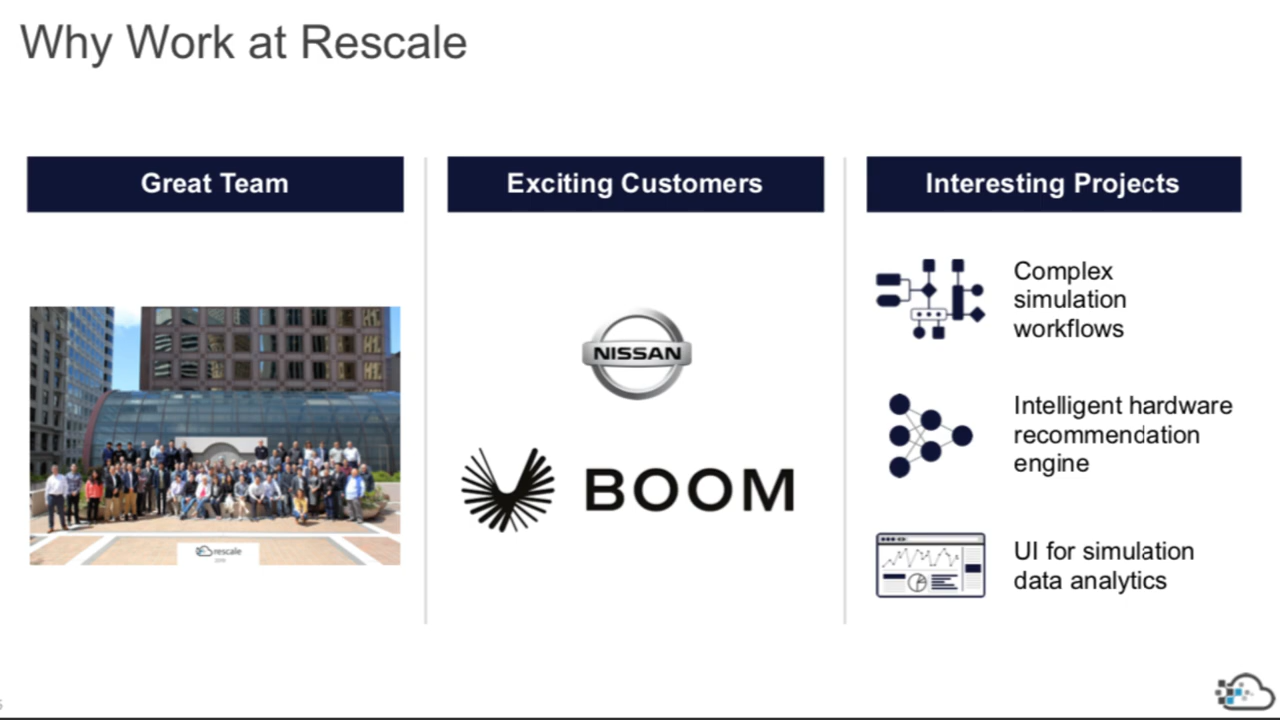 Why Work at Rescale
Great Team
Exciting Customers
Interesting Projects
rescale
NISSAN
BOOM
Complex
simulation
workflows
Intelligent hardware
recommendation
engine
UI for simulation
data analytics